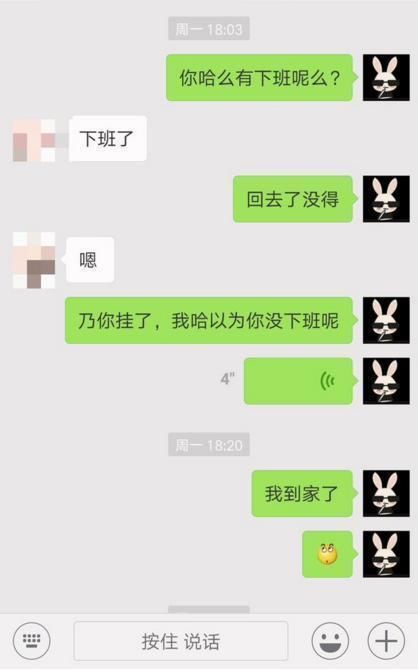 周一 18:03
你哈么有下班呢么？
下班了
回去了没得
嗯
乃你挂了，我哈以为你没下班呢
4"
周一 18:20
我到家了
按住 说话